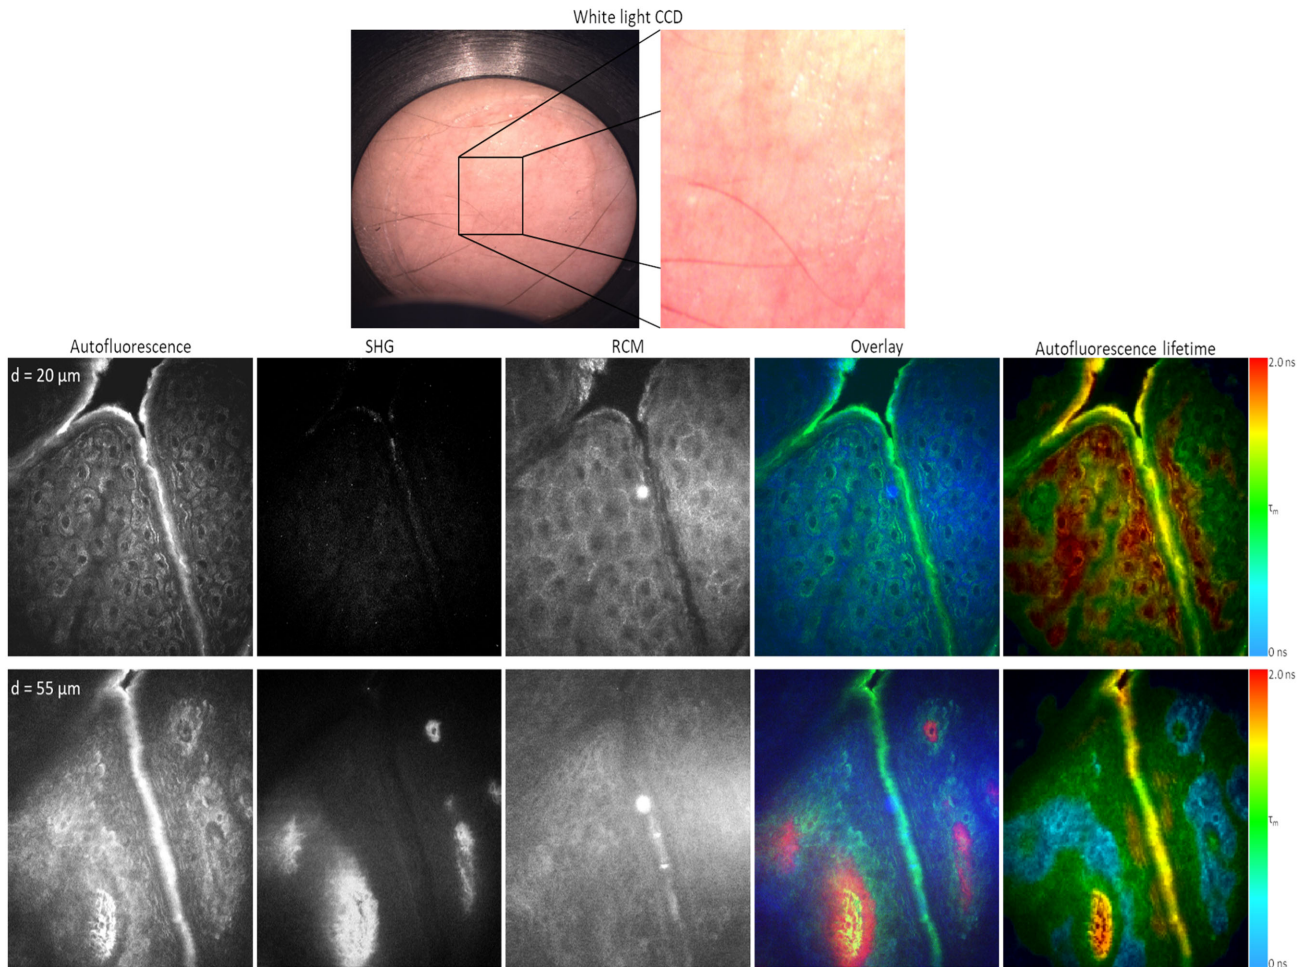 White light CCD
Autofluorescence SHG RCM Overlay Autofluorescence lifetime
d = 20 µm
2.0 ns
τm
0 ns
d = 55 µm
2.0 ns
τm
0 ns